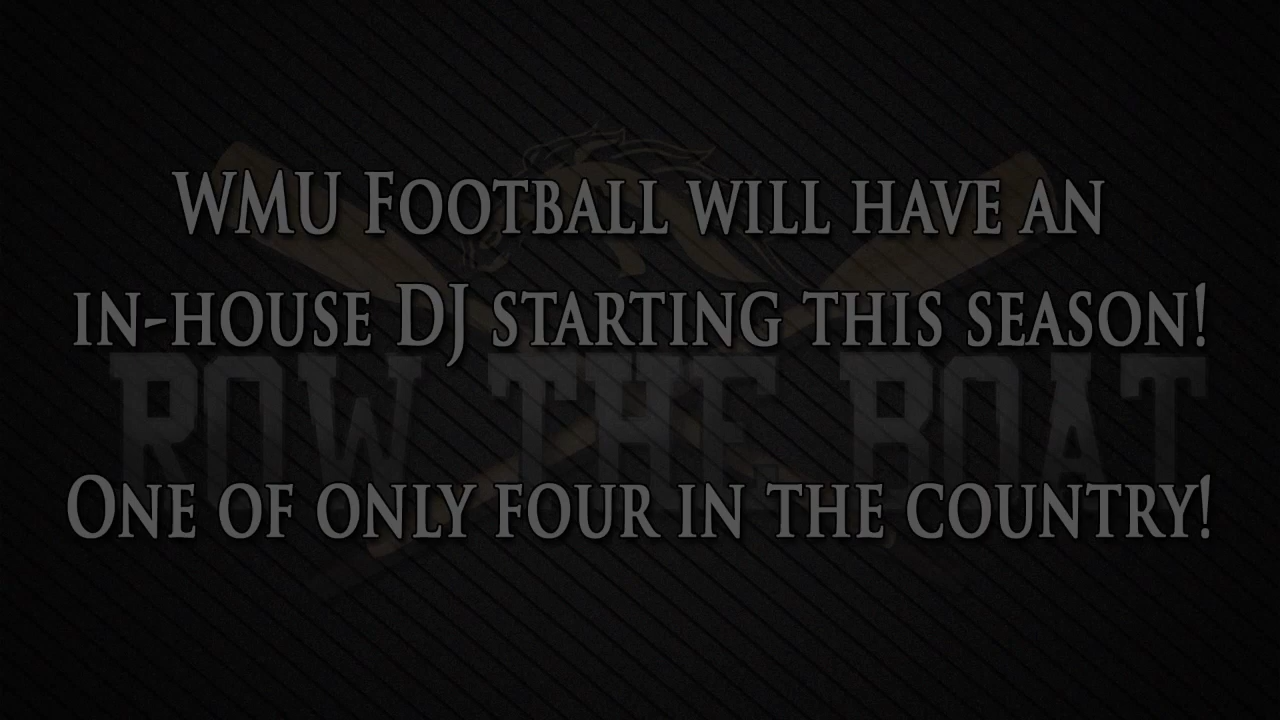 WMU Football will have an
in-house DJ starting this season!
ROW THE BOAT
One of only four in the country!